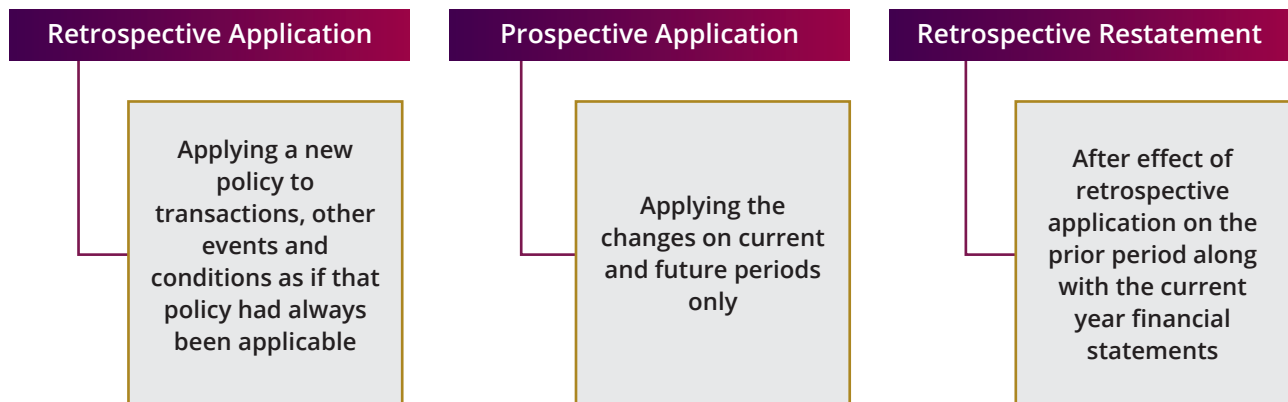 Retrospective Application
Applying a new
policy to
transactions, other
events and
conditions as if that
policy had always
been applicable
Prospective Application
Applying the
changes on current
and future periods
only
Retrospective Restatement
After effect of
retrospective
application on the
prior period along
with the current
year financial
statements